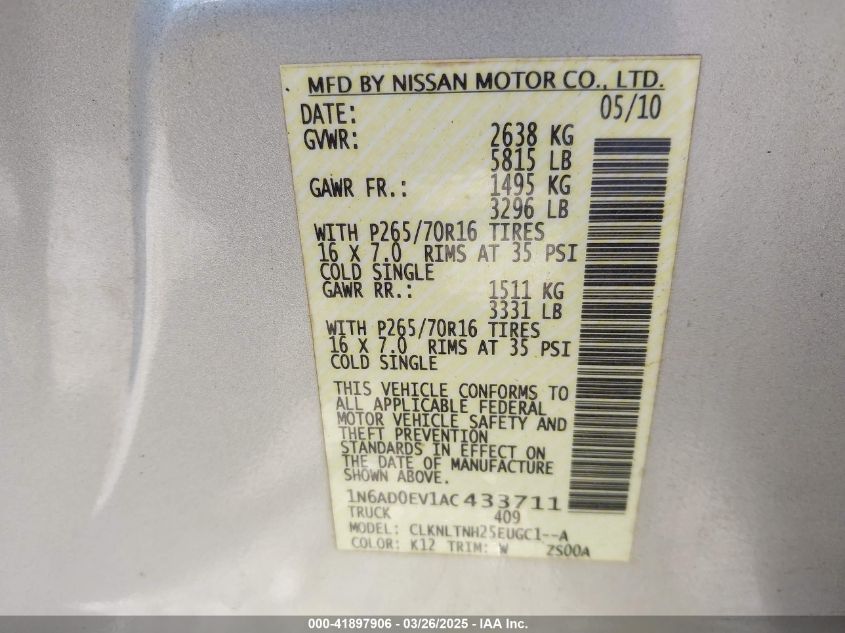 MFD BY NISSAN MOTOR CO., LTD.
DATE: 05/10
GVWR: 2638 KG
5815 LB
GAWR FR.: 1495 KG
3296 LB
WITH P265/70R16 TIRES
16 X 7.0 RIMS AT 35 PSI
COLD SINGLE
GAWR RR.: 1511 KG
3331 LB
WITH P265/70R16 TIRES
16 X 7.0 RIMS AT 35 PSI
COLD SINGLE
THIS VEHICLE CONFORMS TO
ALL APPLICABLE FEDERAL
MOTOR VEHICLE SAFETY AND
THEFT PREVENTION
STANDARDS IN EFFECT ON
THE DATE OF MANUFACTURE
SHOWN ABOVE.
1N6AD0EV1AC433711
TRUCK 409
MODEL: CLKNLTNH25EUGC1--A
COLOR: K12 TRIM: W ZS00A
000-41897906 - 03/26/2025 - IAA Inc.